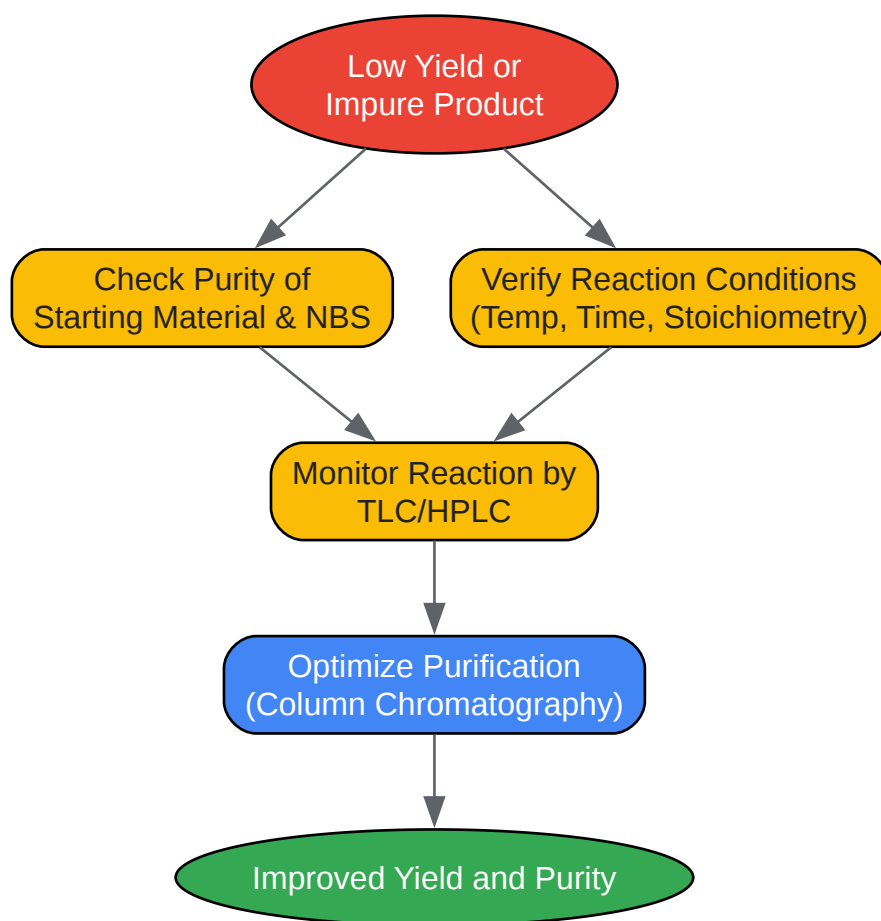 Low Yield or
Impure Product
Check Purity of
Starting Material & NBS
Verify Reaction Conditions
(Temp, Time, Stoichiometry)
Monitor Reaction by
TLC/HPLC
Optimize Purification
(Column Chromatography)
Improved Yield and Purity